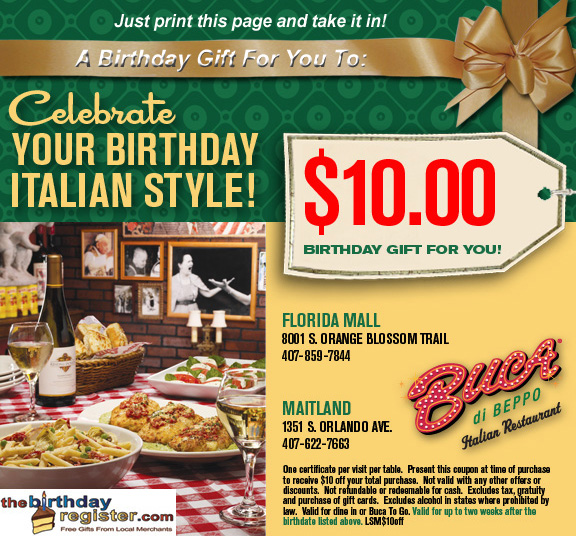 Just print this page and take it in!
A Birthday Gift For You To:
Celebrate
YOUR BIRTHDAY
ITALIAN STYLE!
$10.00
BIRTHDAY GIFT FOR YOU!
FLORIDA MALL
8001 S. ORANGE BLOSSOM TRAIL
407-859-7844
MAITLAND
1351 S. ORLANDO AVE.
407-622-7663
BUCA
di BEPPO
Italian Restaurant
One certificate per visit per table. Present this coupon at time of purchase
to receive $10 off your total purchase. Not valid with any other offers or
discounts. Not refundable or redeemable for cash. Excludes tax, gratuity
and purchase of gift cards. Excludes alcohol in states where prohibited by
law. Valid for dine in or Buca To Go. Valid for up to two weeks after the
birthdate listed above. LSM$10off
thebirthday
register.com
Free Gifts From Local Merchants